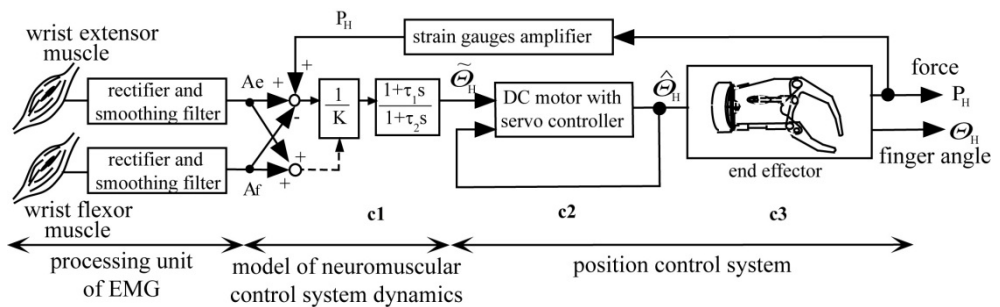 wrist extensor
muscle
rectifier and
smoothing filter
rectifier and
smoothing filter
wrist flexor
muscle
Ae
Af
+
+
-
+
+
P_H
strain gauges amplifier
1
K
1+τ₁s
1+τ₂s
Θ̃_H
DC motor with
servo controller
Θ̂_H
end effector
force
P_H
Θ_H
finger angle
c1
c2
c3
processing unit
of EMG
model of neuromuscular
control system dynamics
position control system